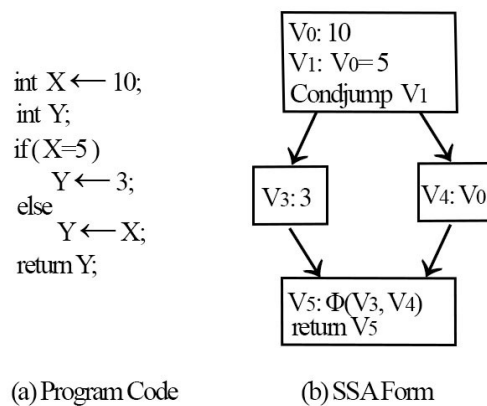 int X ← 10;
int Y;
if(X=5)
Y ← 3;
else
Y ← X;
return Y;
(a) Program Code
V0: 10
V1: V0=5
Condjump V1
V3: 3
V4: V0
V5: Φ(V3, V4)
return V5
(b) SSA Form